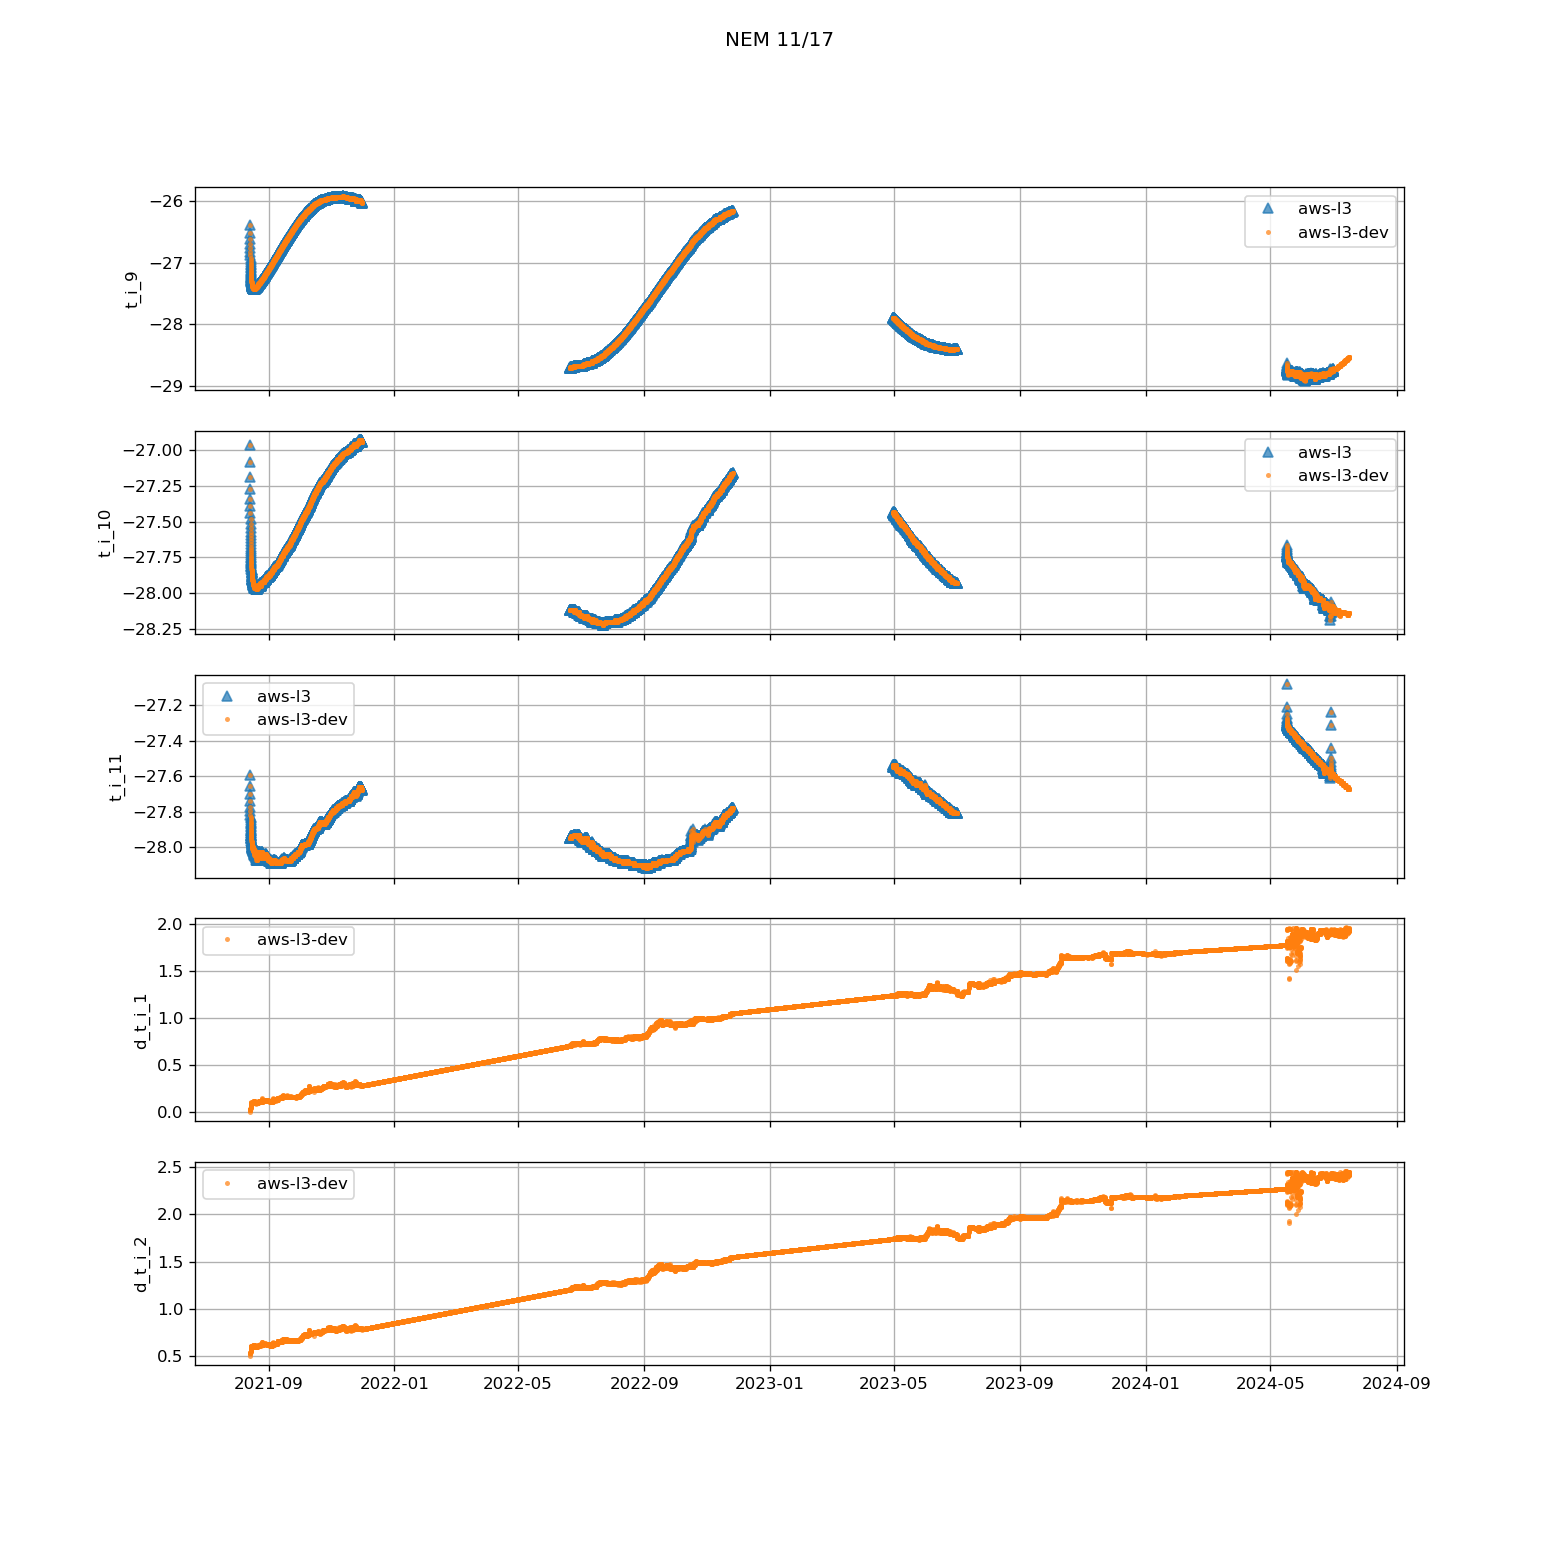 NEM 11/17
−26
−27
−28
−29
t_i_9
aws-l3
aws-l3-dev
−27.00
−27.25
−27.50
−27.75
−28.00
−28.25
t_i_10
aws-l3
aws-l3-dev
−27.2
−27.4
−27.6
−27.8
−28.0
t_i_11
aws-l3
aws-l3-dev
2.0
1.5
1.0
0.5
0.0
d_t_i_1
aws-l3-dev
2.5
2.0
1.5
1.0
0.5
d_t_i_2
aws-l3-dev
2021-09 2022-01 2022-05 2022-09 2023-01 2023-05 2023-09 2024-01 2024-05 2024-09